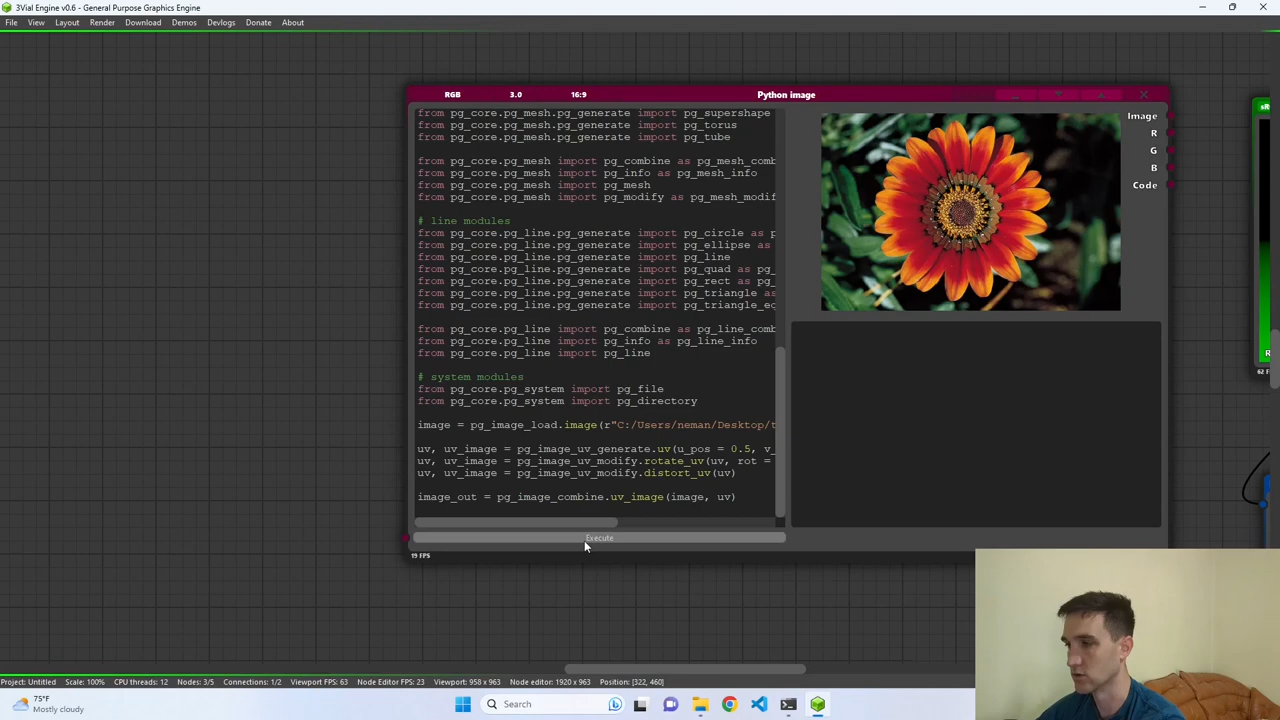 3Vial Engine v0.6 - General Purpose Graphics Engine
File View Layout Render Download Demos Devlogs Donate About
RGB 3.0 16:9 Python image
from pg_core.pg_mesh.pg_generate import pg_supershape
from pg_core.pg_mesh.pg_generate import pg_torus
from pg_core.pg_mesh.pg_generate import pg_tube
from pg_core.pg_mesh import pg_combine as pg_mesh_comb
from pg_core.pg_mesh import pg_info as pg_mesh_info
from pg_core.pg_mesh import pg_mesh
from pg_core.pg_mesh import pg_modify as pg_mesh_modif
# line modules
from pg_core.pg_line.pg_generate import pg_circle as p
from pg_core.pg_line.pg_generate import pg_ellipse as
from pg_core.pg_line.pg_generate import pg_line
from pg_core.pg_line.pg_generate import pg_quad as pg_
from pg_core.pg_line.pg_generate import pg_rect as pg_
from pg_core.pg_line.pg_generate import pg_triangle as
from pg_core.pg_line.pg_generate import pg_triangle_eq
from pg_core.pg_line import pg_combine as pg_line_comb
from pg_core.pg_line import pg_info as pg_line_info
from pg_core.pg_line import pg_line
# system modules
from pg_core.pg_system import pg_file
from pg_core.pg_system import pg_directory
image = pg_image_load.image(r"C:/Users/neman/Desktop/t
uv, uv_image = pg_image_uv_generate.uv(u_pos = 0.5, v_
uv, uv_image = pg_image_uv_modify.rotate_uv(uv, rot =
uv, uv_image = pg_image_uv_modify.distort_uv(uv)
image_out = pg_image_combine.uv_image(image, uv)
Execute
19 FPS
Image
R
G
B
Code
sR
R
62 F
Project: Untitled Scale: 100% CPU threads: 12 Nodes: 3/5 Connections: 1/2 Viewport FPS: 63 Node Editor FPS: 23 Viewport: 958 x 963 Node editor: 1920 x 963 Position: [322, 460]
75°F
Mostly cloudy
Search